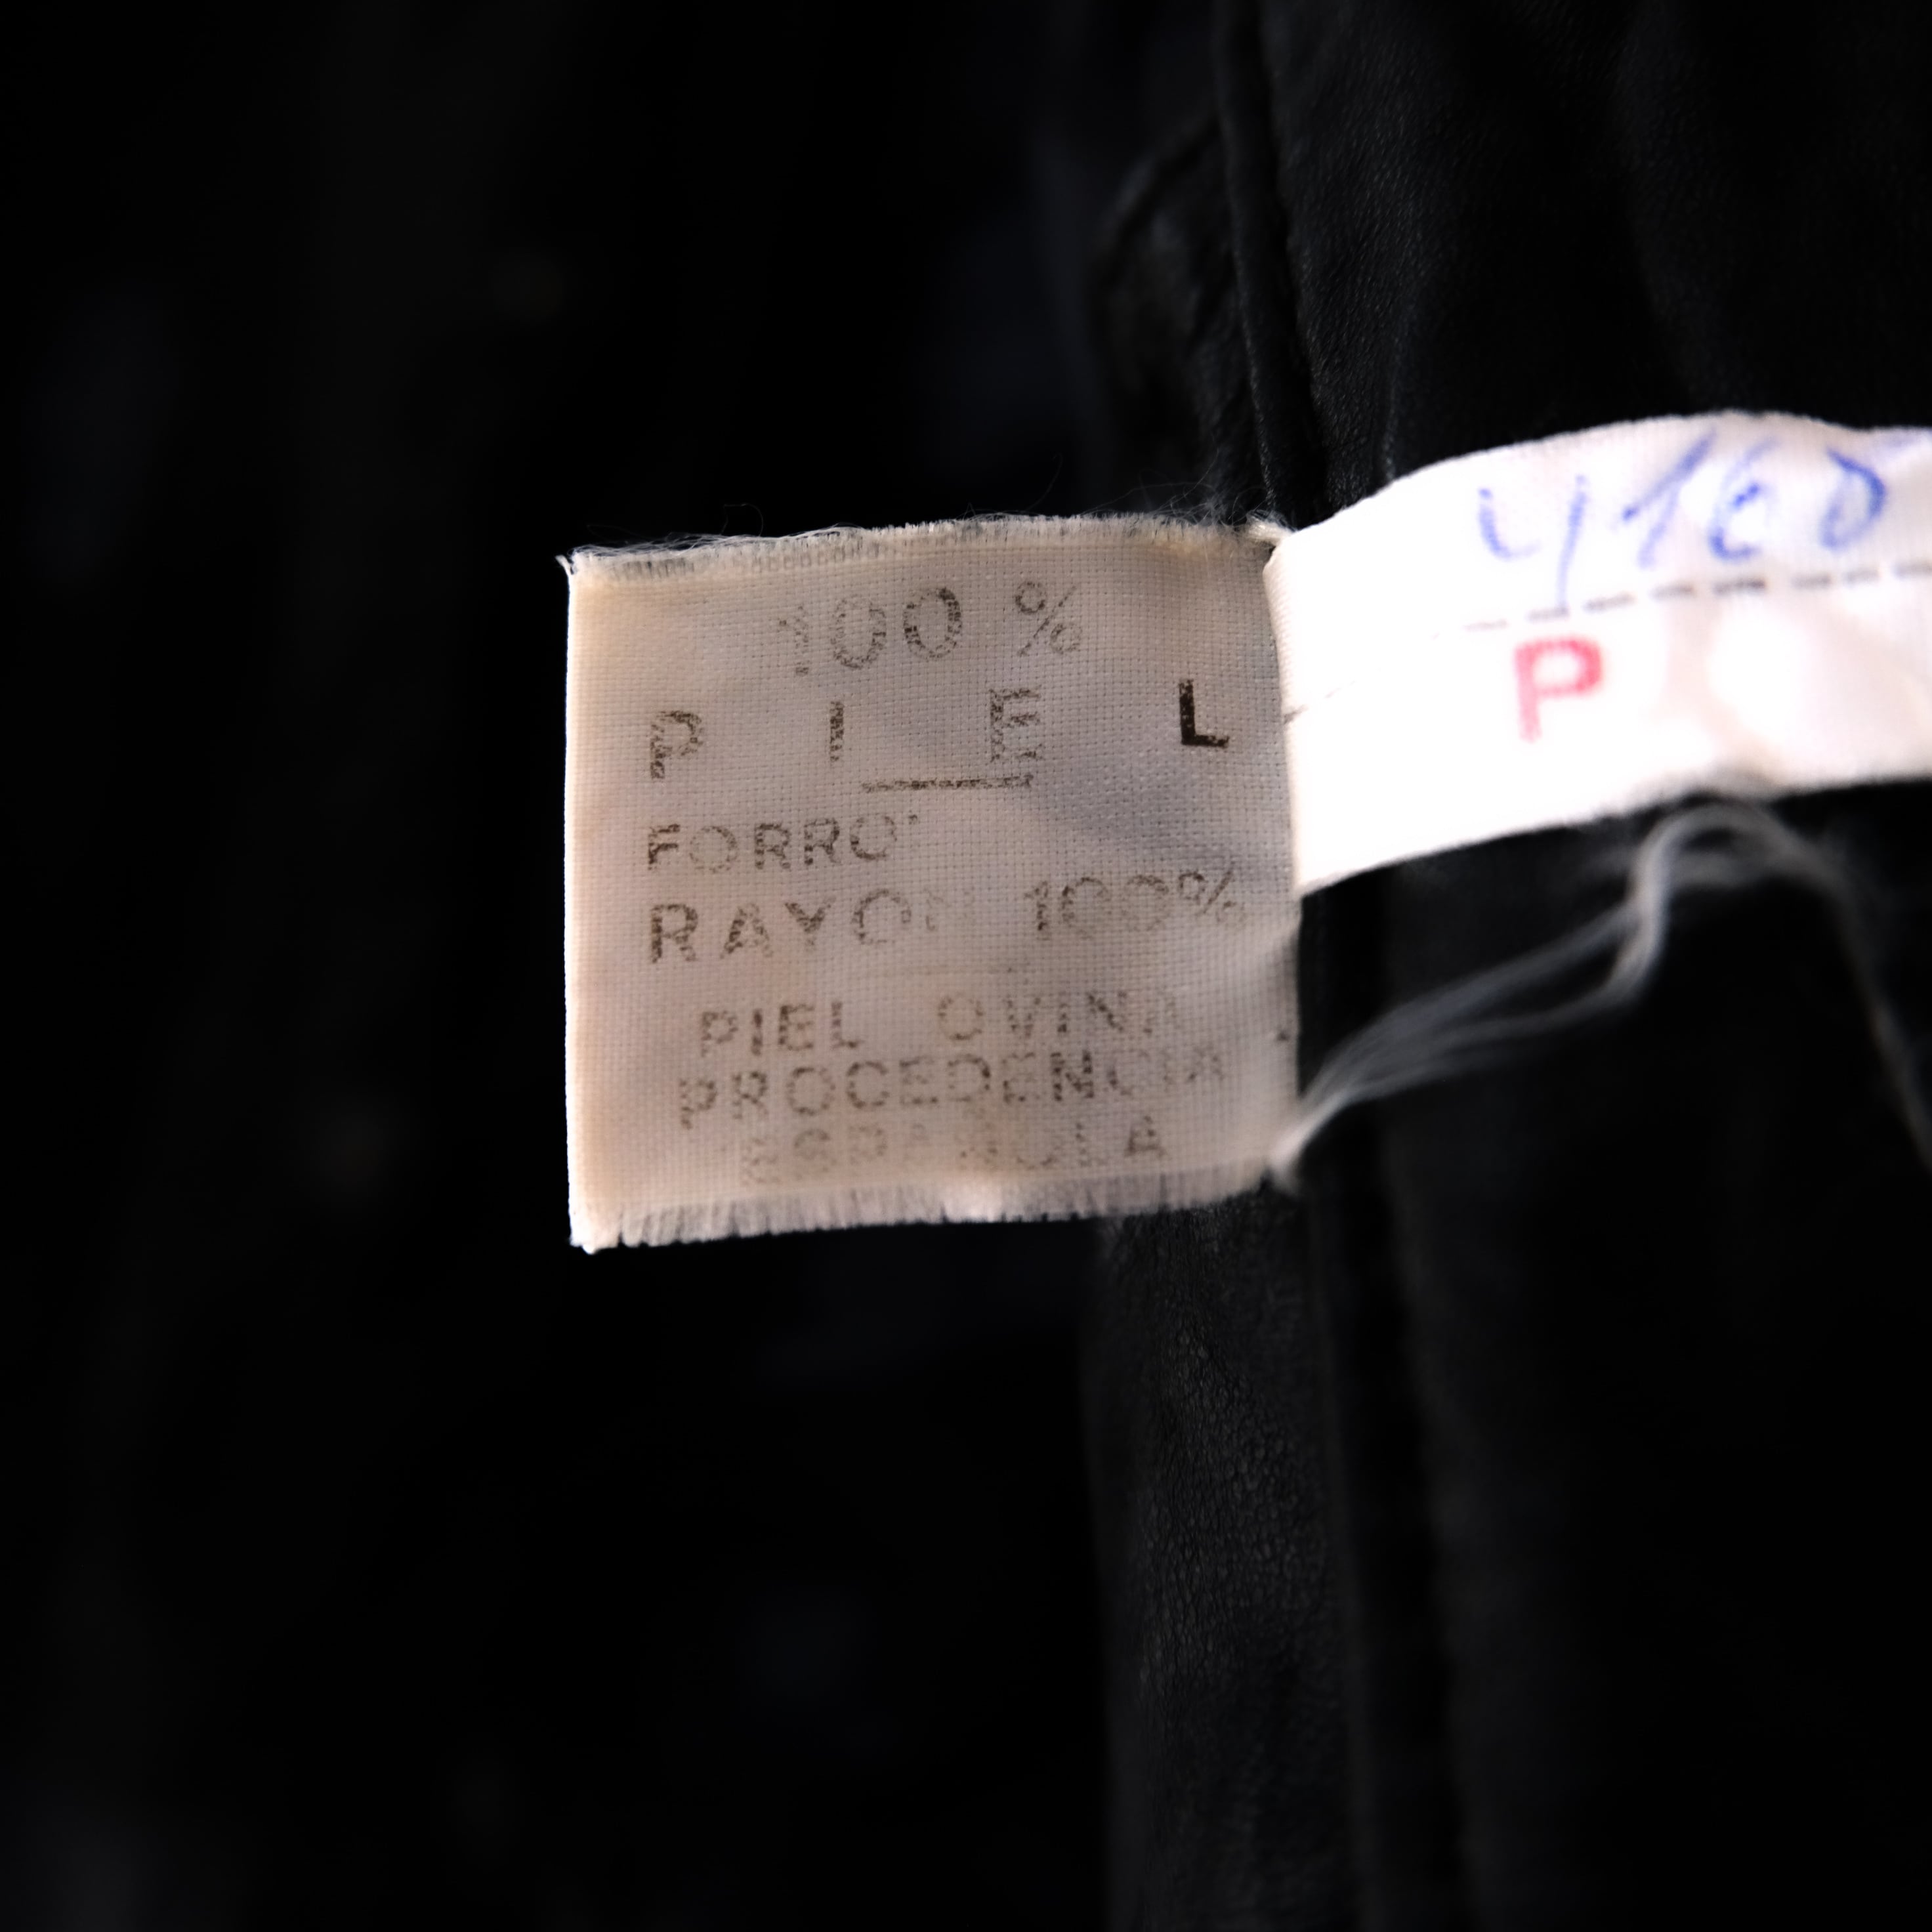 100 %
P I E L
FORRO
RAYON 100%
PIEL OVINA
PROCEDENCIA
ESPAÑOLA
P